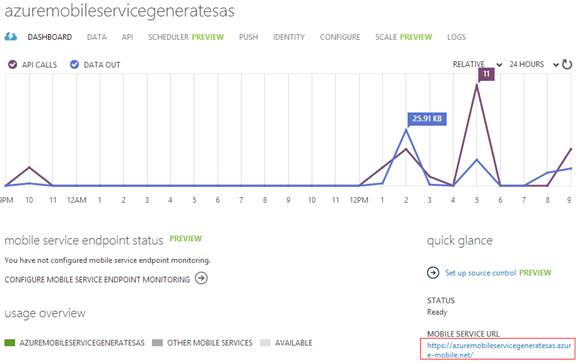 azuremobileservicegeneratesas
DASHBOARD DATA API SCHEDULER PREVIEW PUSH IDENTITY CONFIGURE SCALE PREVIEW LOGS
API CALLS DATA OUT RELATIVE 24 HOURS
11
25.91 KB
9PM 10 11 12AM 1 2 3 4 5 6 7 8 9 10 11 12PM 1 2 3 4 5 6 7 8 9
mobile service endpoint status PREVIEW
You have not configured mobile service endpoint monitoring.
CONFIGURE MOBILE SERVICE ENDPOINT MONITORING
usage overview
AZUREMOBILESERVICEGENERATESAS OTHER MOBILE SERVICES AVAILABLE
quick glance
Set up source control PREVIEW
STATUS
Ready
MOBILE SERVICE URL
https://azuremobileservicegeneratesas.azur
e-mobile.net/